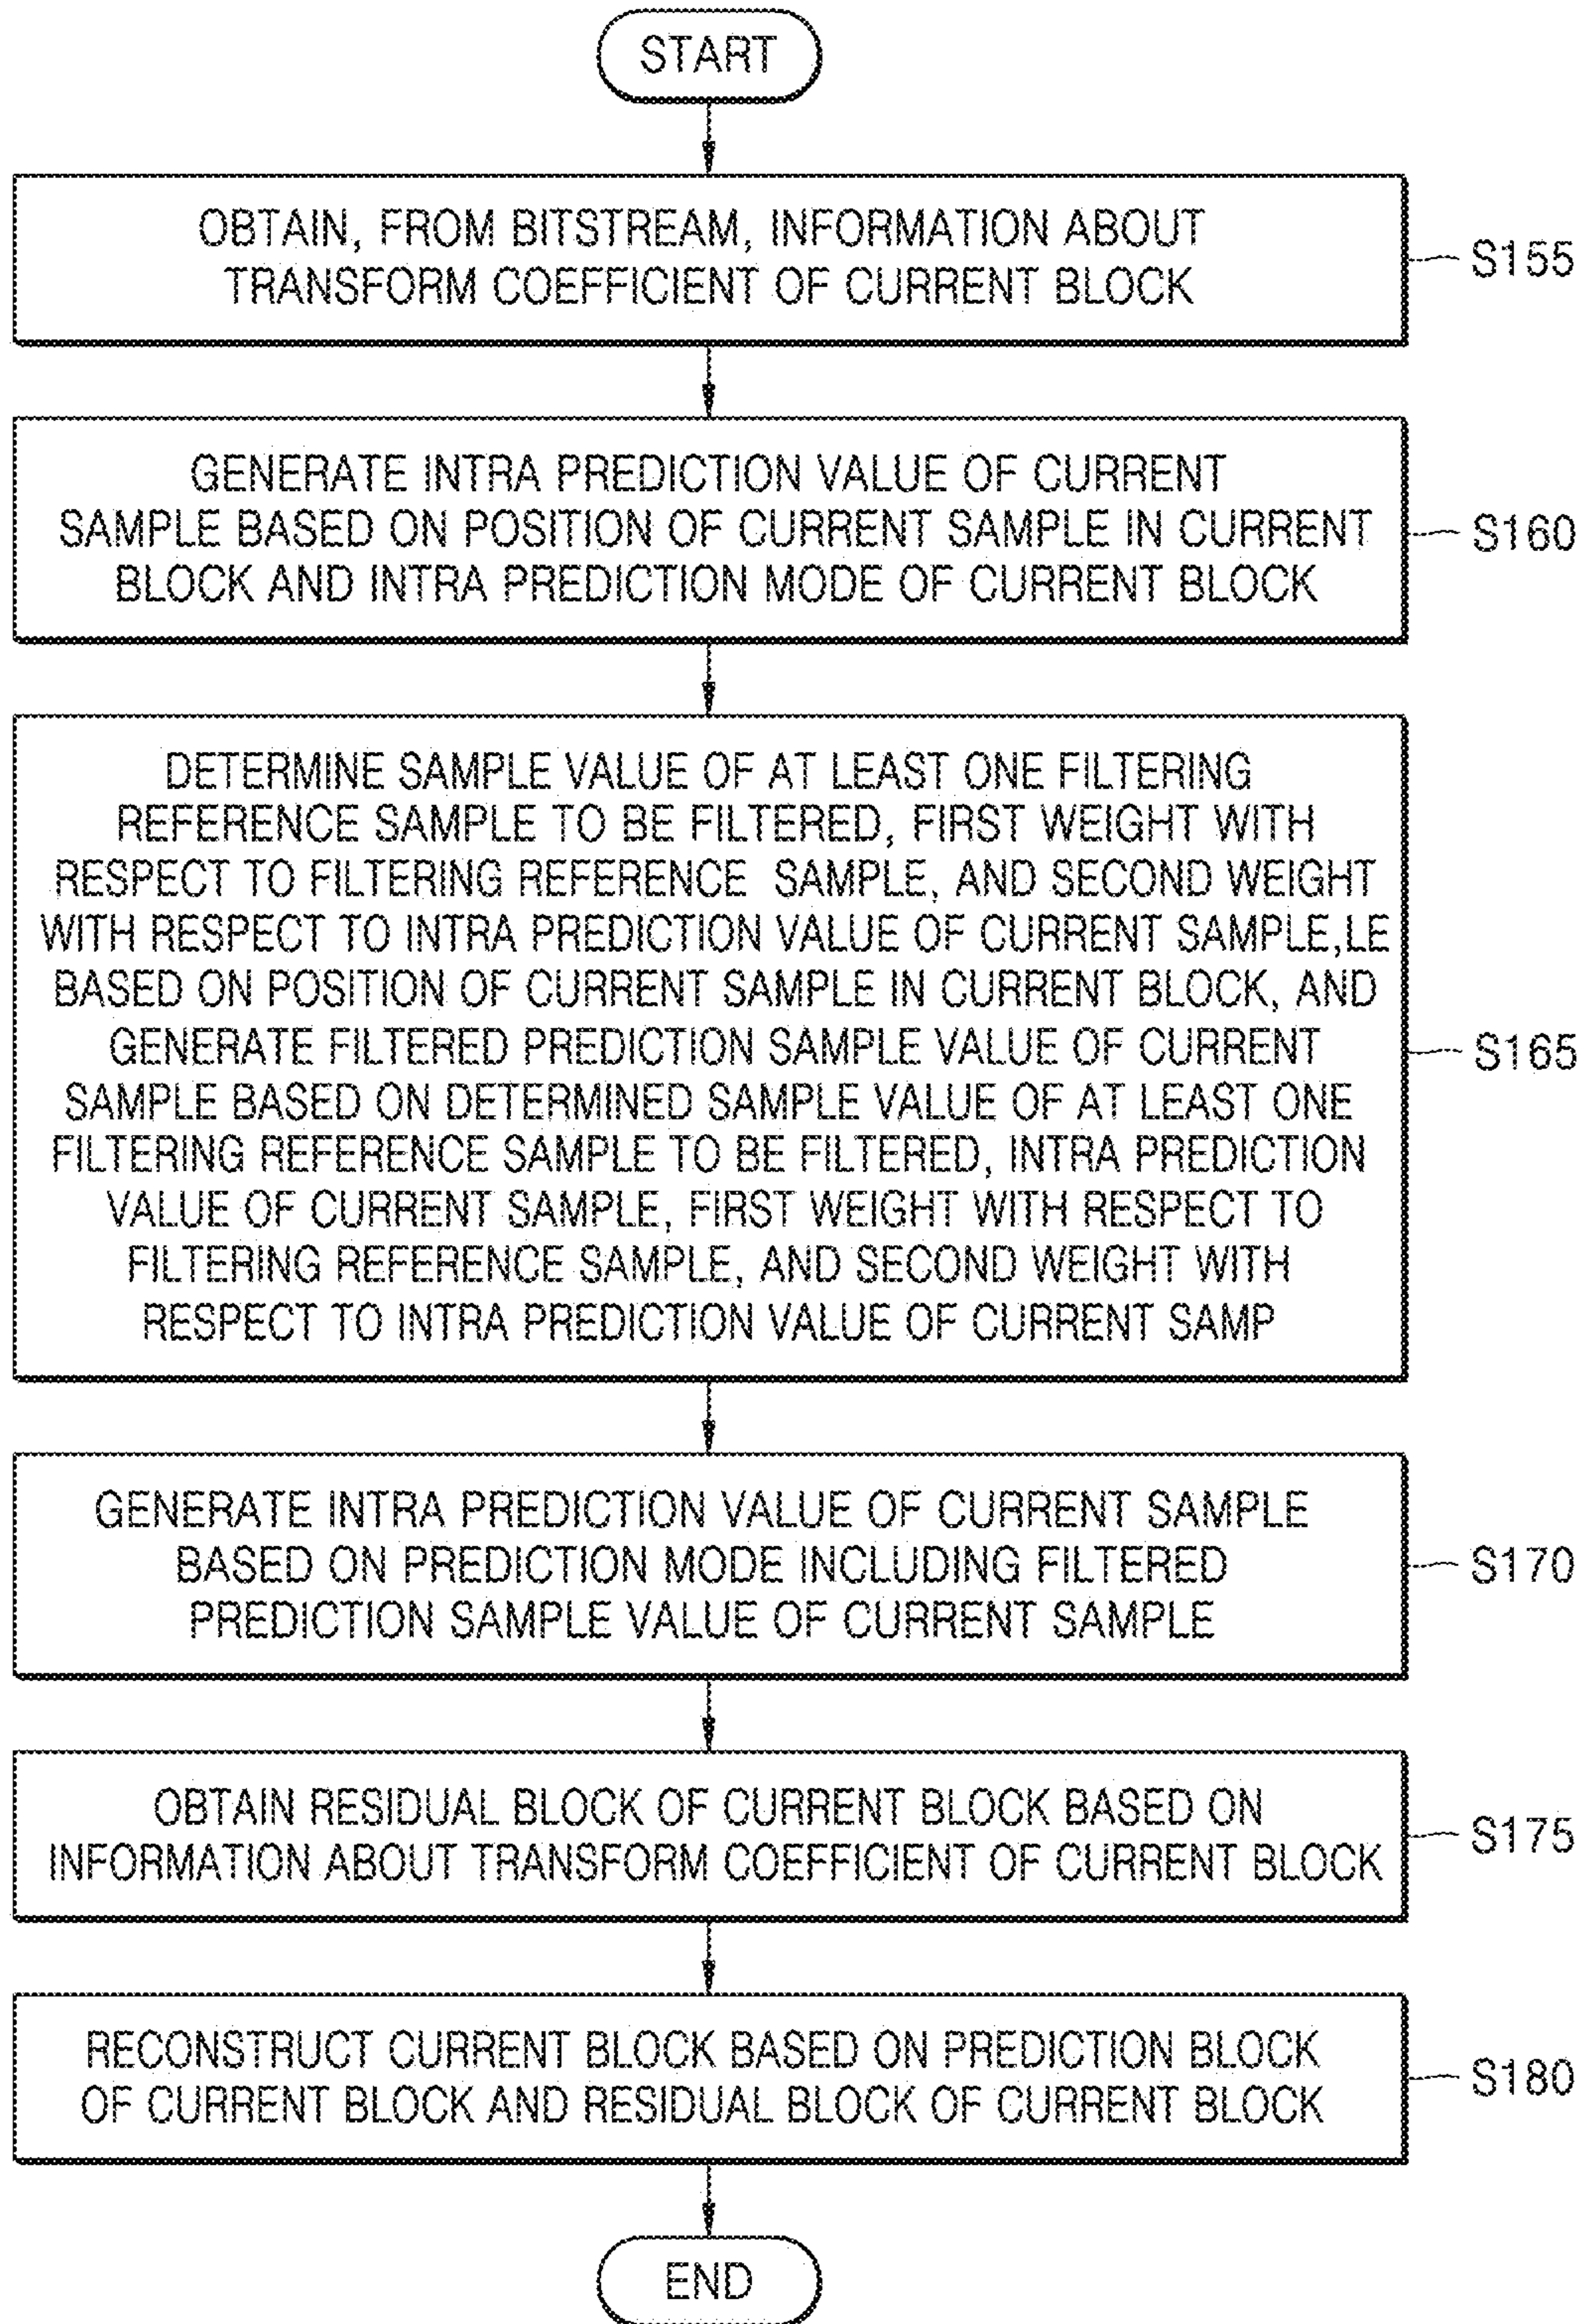 START
OBTAIN, FROM BITSTREAM, INFORMATION ABOUT
TRANSFORM COEFFICIENT OF CURRENT BLOCK
S155
GENERATE INTRA PREDICTION VALUE OF CURRENT
SAMPLE BASED ON POSITION OF CURRENT SAMPLE IN CURRENT
BLOCK AND INTRA PREDICTION MODE OF CURRENT BLOCK
S160
DETERMINE SAMPLE VALUE OF AT LEAST ONE FILTERING
REFERENCE SAMPLE TO BE FILTERED, FIRST WEIGHT WITH
RESPECT TO FILTERING REFERENCE SAMPLE, AND SECOND WEIGHT
WITH RESPECT TO INTRA PREDICTION VALUE OF CURRENT SAMPLE,LE
BASED ON POSITION OF CURRENT SAMPLE IN CURRENT BLOCK, AND
GENERATE FILTERED PREDICTION SAMPLE VALUE OF CURRENT
SAMPLE BASED ON DETERMINED SAMPLE VALUE OF AT LEAST ONE
FILTERING REFERENCE SAMPLE TO BE FILTERED, INTRA PREDICTION
VALUE OF CURRENT SAMPLE, FIRST WEIGHT WITH RESPECT TO
FILTERING REFERENCE SAMPLE, AND SECOND WEIGHT WITH
RESPECT TO INTRA PREDICTION VALUE OF CURRENT SAMP
S165
GENERATE INTRA PREDICTION VALUE OF CURRENT SAMPLE
BASED ON PREDICTION MODE INCLUDING FILTERED
PREDICTION SAMPLE VALUE OF CURRENT SAMPLE
S170
OBTAIN RESIDUAL BLOCK OF CURRENT BLOCK BASED ON
INFORMATION ABOUT TRANSFORM COEFFICIENT OF CURRENT BLOCK
S175
RECONSTRUCT CURRENT BLOCK BASED ON PREDICTION BLOCK
OF CURRENT BLOCK AND RESIDUAL BLOCK OF CURRENT BLOCK
S180
END